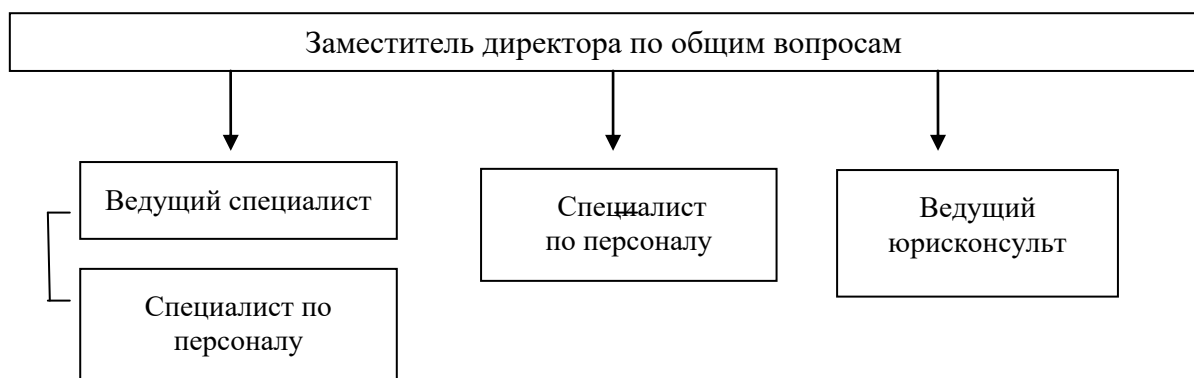 Заместитель директора по общим вопросам
Ведущий специалист
Специалист по
персоналу
Специалист
по персоналу
Ведущий
юрисконсульт